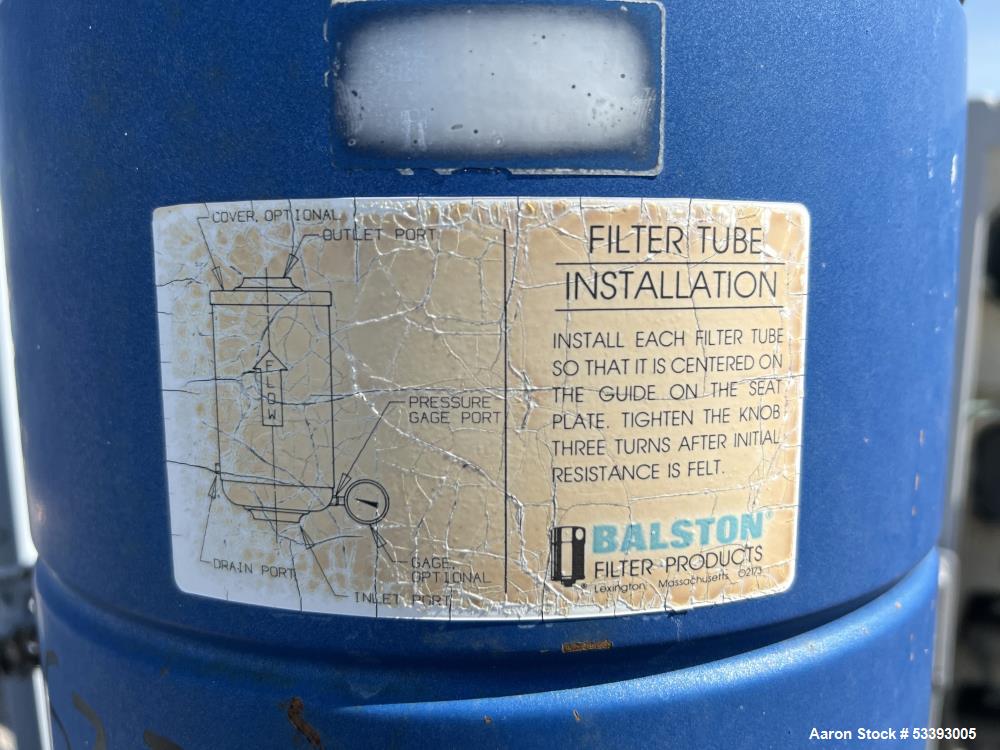 COVER, OPTIONAL
OUTLET PORT
FLOW
PRESSURE
GAGE PORT
DRAIN PORT
GAGE,
OPTIONAL
INLET PORT
FILTER TUBE
INSTALLATION
INSTALL EACH FILTER TUBE
SO THAT IT IS CENTERED ON
THE GUIDE ON THE SEAT
PLATE. TIGHTEN THE KNOB
THREE TURNS AFTER INITIAL
RESISTANCE IS FELT.
BALSTON®
FILTER PRODUCTS
® Lexington Massachusetts 02173
Aaron Stock # 53393005